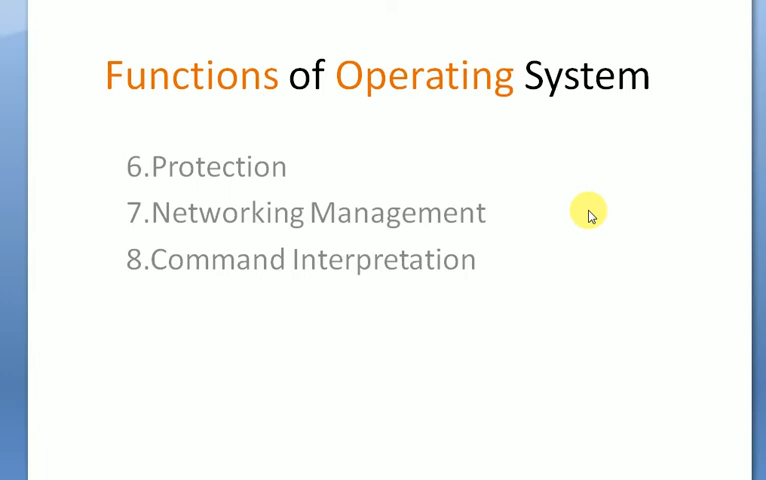 Functions of Operating System
6.Protection
7.Networking Management
8.Command Interpretation